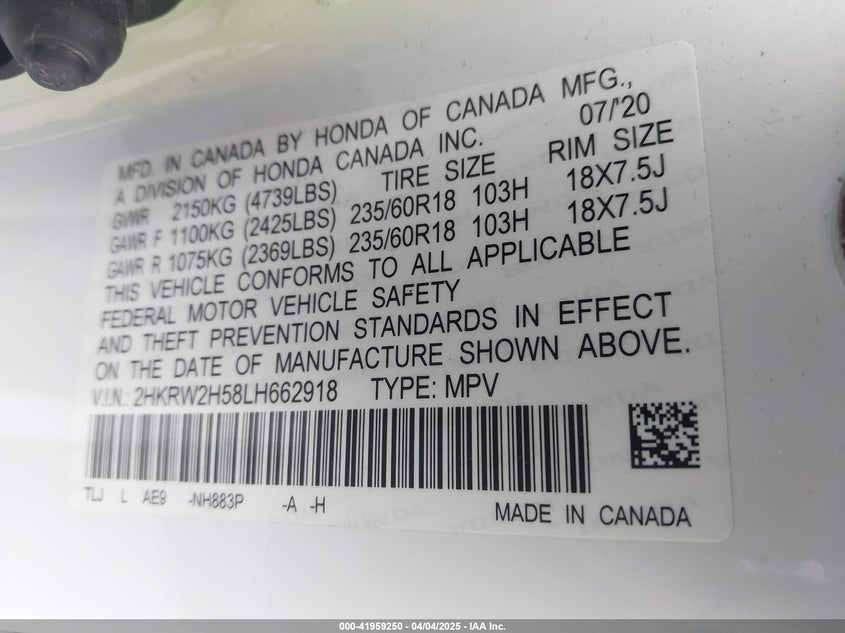 MFD. IN CANADA BY HONDA OF CANADA MFG.,
A DIVISION OF HONDA CANADA INC. 07/'20
GVWR 2150KG (4739LBS) TIRE SIZE RIM SIZE
GAWR F 1100KG (2425LBS) 235/60R18 103H 18X7.5J
GAWR R 1075KG (2369LBS) 235/60R18 103H 18X7.5J
THIS VEHICLE CONFORMS TO ALL APPLICABLE
FEDERAL MOTOR VEHICLE SAFETY
AND THEFT PREVENTION STANDARDS IN EFFECT
ON THE DATE OF MANUFACTURE SHOWN ABOVE.
V.I.N.: 2HKRW2H58LH662918 TYPE: MPV
TLJ L AE9 -NH883P -A -H
MADE IN CANADA
000-41959250 - 04/04/2025 - IAA Inc.